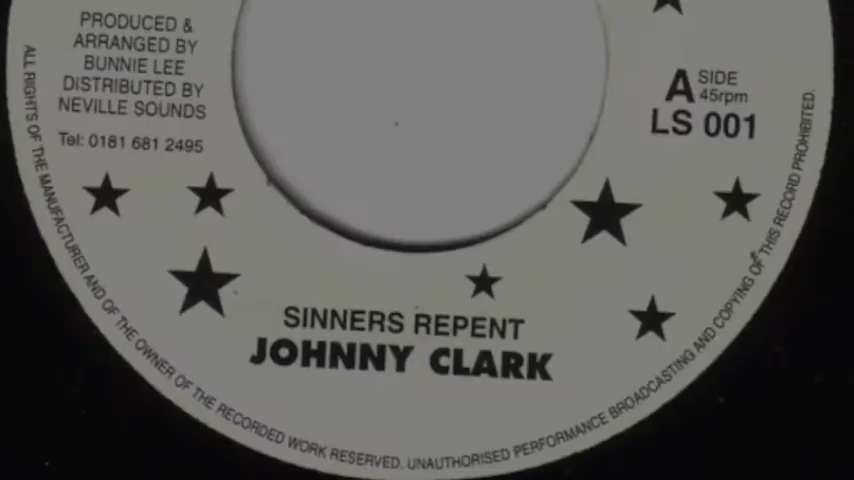 PRODUCED &
ARRANGED BY
BUNNIE LEE
DISTRIBUTED BY
NEVILLE SOUNDS
Tel: 0181 681 2495
A SIDE
45rpm
LS 001
SINNERS REPENT
JOHNNY CLARK
ALL RIGHTS OF THE MANUFACTURER AND OF THE OWNER OF THE RECORDED WORK RESERVED. UNAUTHORISED PERFORMANCE BROADCASTING AND COPYING OF THIS RECORD PROHIBITED.